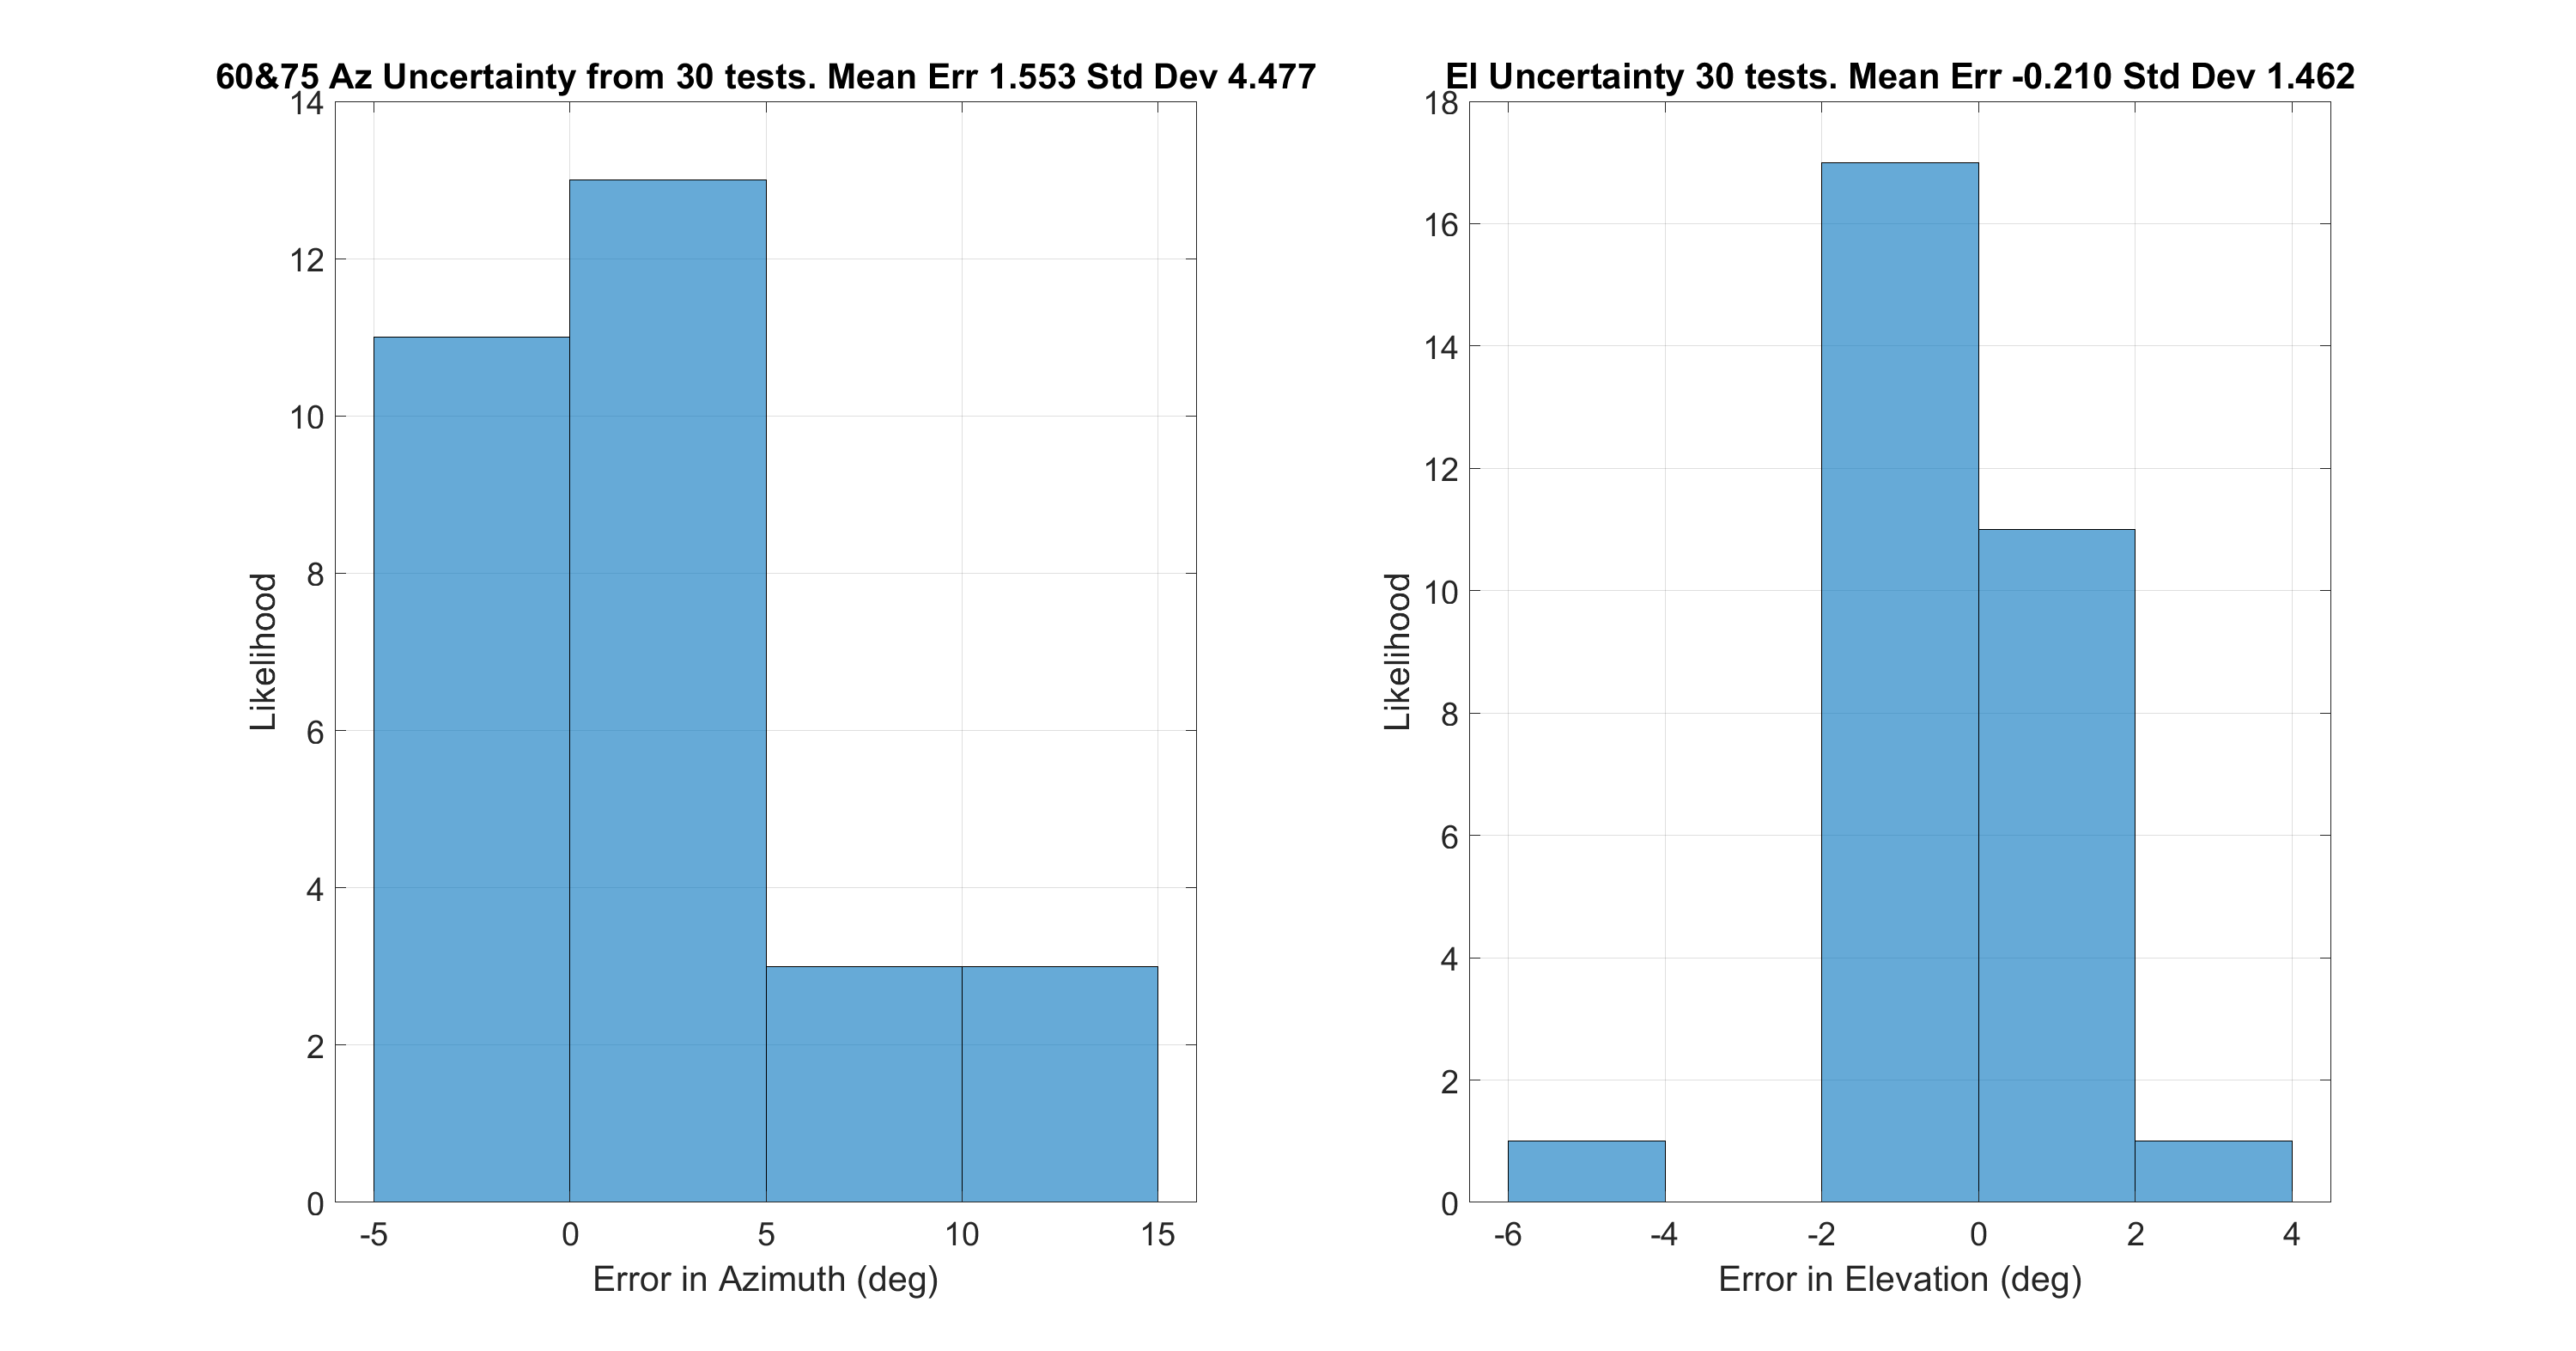 60&75 Az Uncertainty from 30 tests. Mean Err 1.553 Std Dev 4.477
14
12
10
8
6
4
2
0
Likelihood
-5 0 5 10 15
Error in Azimuth (deg)
El Uncertainty 30 tests. Mean Err -0.210 Std Dev 1.462
18
16
14
12
10
8
6
4
2
0
Likelihood
-6 -4 -2 0 2 4
Error in Elevation (deg)